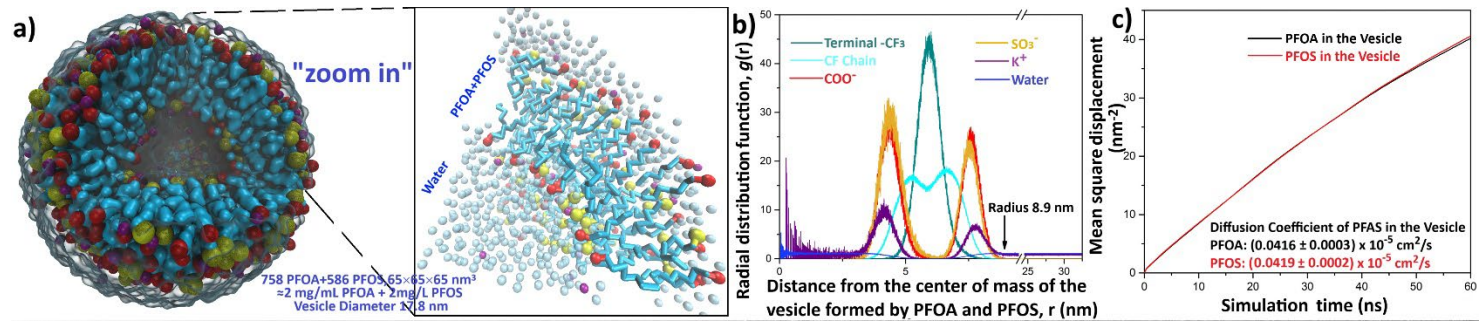 a)
"zoom in"
PFOA+PFOS
Water
758 PFOA+586 PFOS 65×65×65 nm³
≈2 mg/mL PFOA + 2mg/L PFOS
Vesicle Diameter 17.8 nm
b)
Radial distribution function, g(r)
50
40
30
20
10
0
Terminal -CF₃
CF Chain
COO⁻
SO₃⁻
K⁺
Water
Radius 8.9 nm
0 5 25 30
Distance from the center of mass of the
vesicle formed by PFOA and PFOS, r (nm)
c)
Mean square displacement
(nm⁻²)
40
30
20
10
0
PFOA in the Vesicle
PFOS in the Vesicle
Diffusion Coefficient of PFAS in the Vesicle
PFOA: (0.0416 ± 0.0003) x 10⁻⁵ cm²/s
PFOS: (0.0419 ± 0.0002) x 10⁻⁵ cm²/s
0 10 20 30 40 50 60
Simulation time (ns)